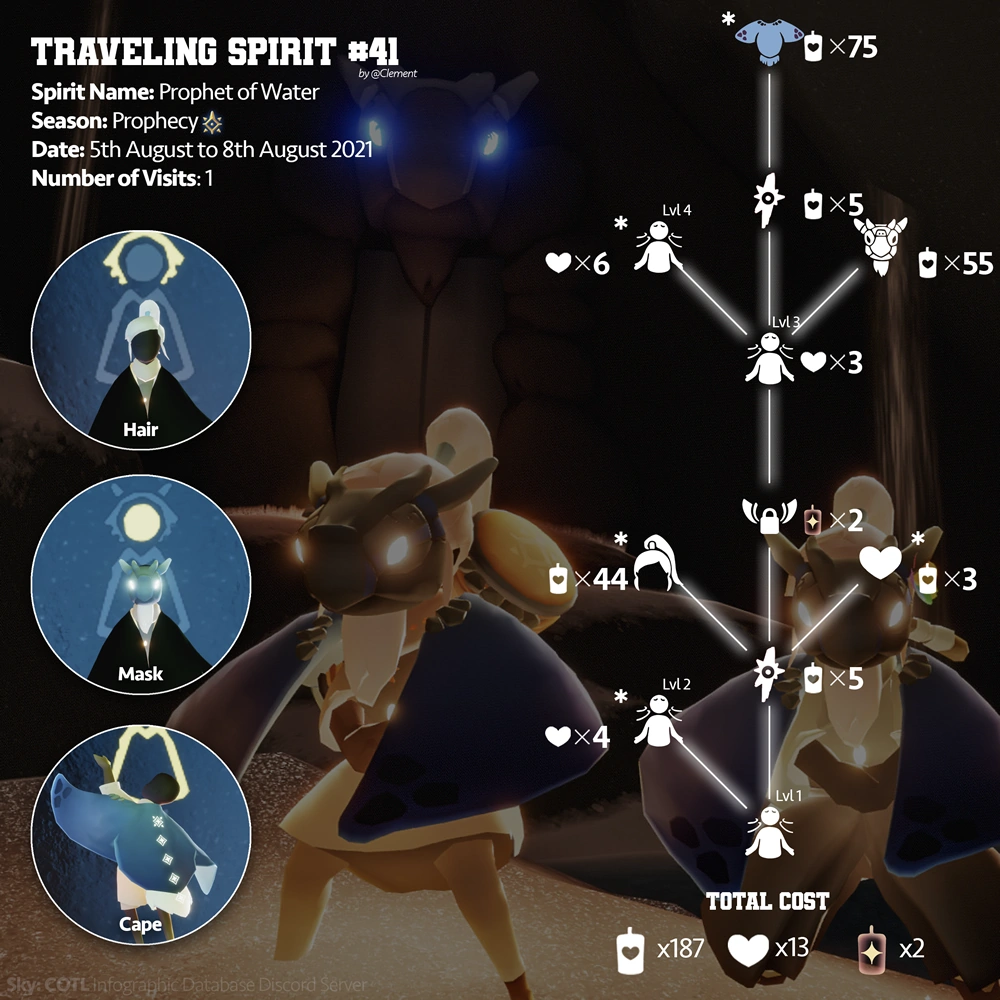 TRAVELING SPIRIT #41
by @Clement
Spirit Name: Prophet of Water
Season: Prophecy
Date: 5th August to 8th August 2021
Number of Visits: 1
* ×75
×5
Lvl 4
* ×6
×55
Lvl 3
×3
Hair
×2
* ×44
* ×3
×5
Lvl 2
* ×4
Mask
Lvl 1
Cape
TOTAL COST
x187 x13 x2
Sky: COTL Infographic Database Discord Server